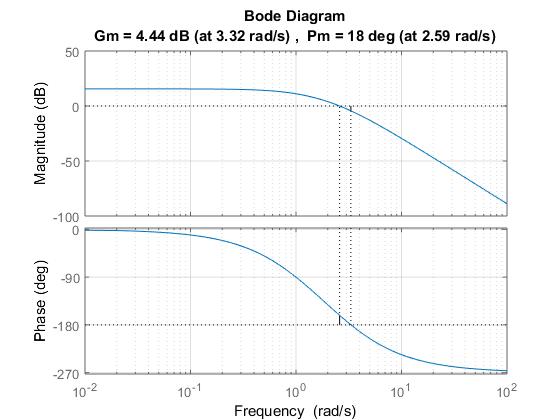 Bode Diagram
Gm = 4.44 dB (at 3.32 rad/s) ,  Pm = 18 deg (at 2.59 rad/s)
50
0
-50
-100
Magnitude (dB)
0
-90
-180
-270
Phase (deg)
10^-2 10^-1 10^0 10^1 10^2
Frequency  (rad/s)